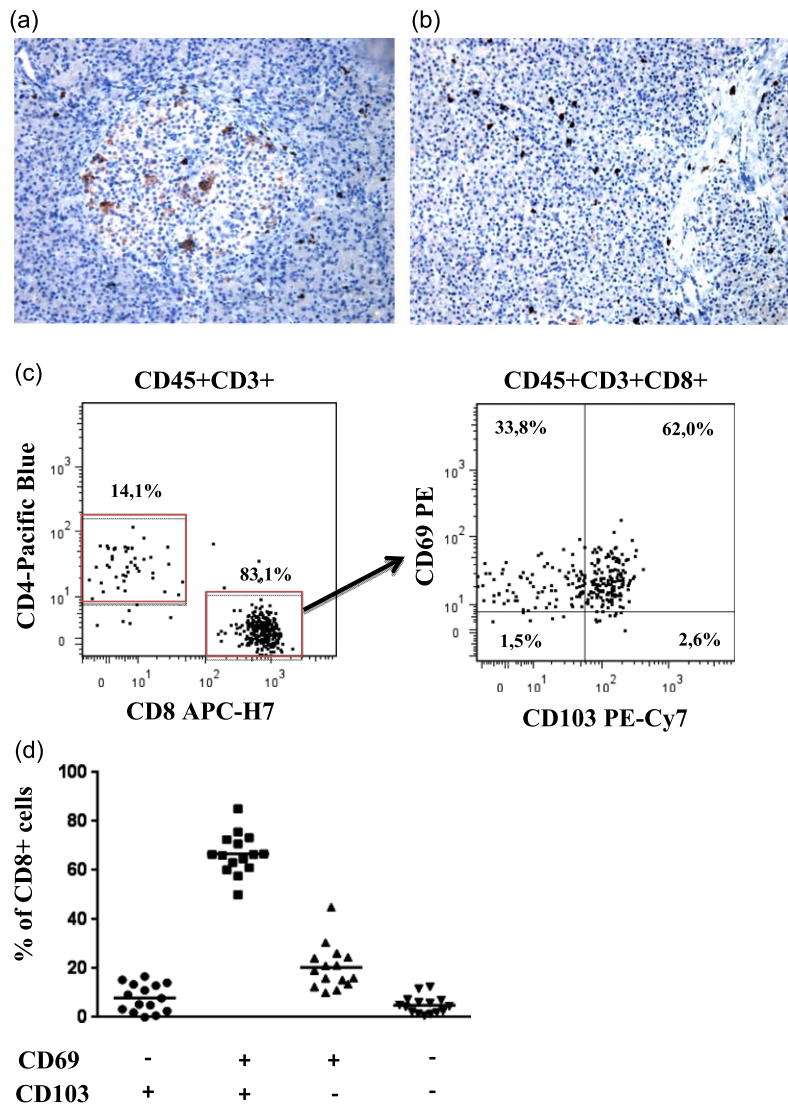 (a)
(b)
(c)
CD45+CD3+
CD4-Pacific Blue
10³
10²
10¹
0
14,1%
83,1%
0
10¹
10²
10³
CD8 APC-H7
CD45+CD3+CD8+
CD69 PE
10³
10²
10¹
0
33,8%
62,0%
1,5%
2,6%
0
10¹
10²
10³
CD103 PE-Cy7
(d)
% of CD8+ cells
100
80
60
40
20
0
CD69 - + + -
CD103 + + - -